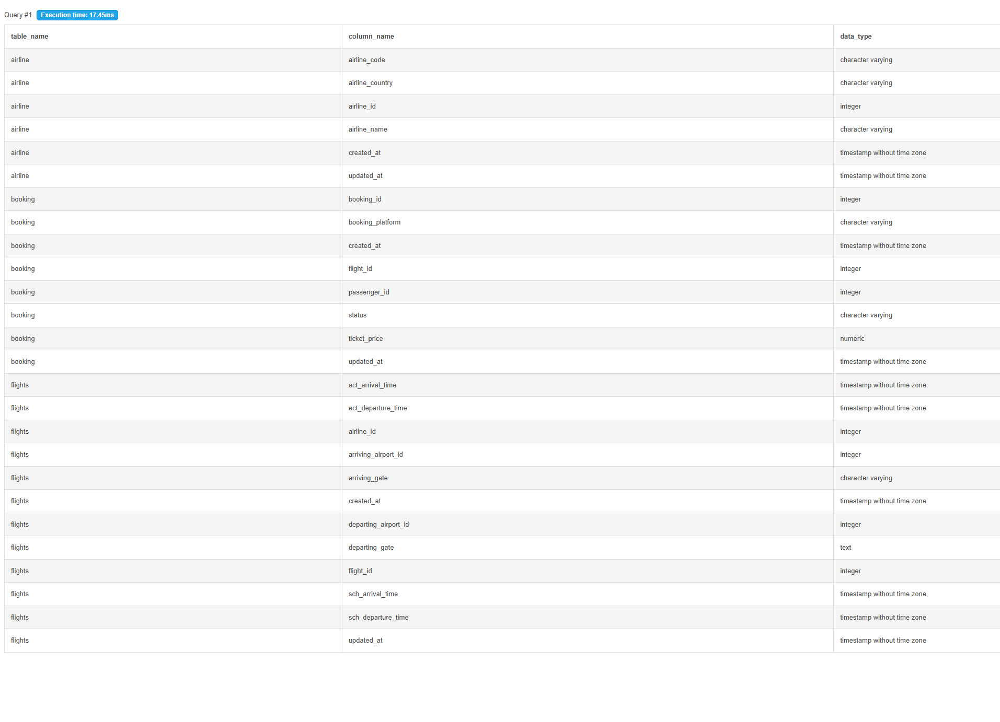 Query #1 Execution time: 17.45ms
table_name column_name data_type
airline airline_code character varying
airline airline_country character varying
airline airline_id integer
airline airline_name character varying
airline created_at timestamp without time zone
airline updated_at timestamp without time zone
booking booking_id integer
booking booking_platform character varying
booking created_at timestamp without time zone
booking flight_id integer
booking passenger_id integer
booking status character varying
booking ticket_price numeric
booking updated_at timestamp without time zone
flights act_arrival_time timestamp without time zone
flights act_departure_time timestamp without time zone
flights airline_id integer
flights arriving_airport_id integer
flights arriving_gate character varying
flights created_at timestamp without time zone
flights departing_airport_id integer
flights departing_gate text
flights flight_id integer
flights sch_arrival_time timestamp without time zone
flights sch_departure_time timestamp without time zone
flights updated_at timestamp without time zone